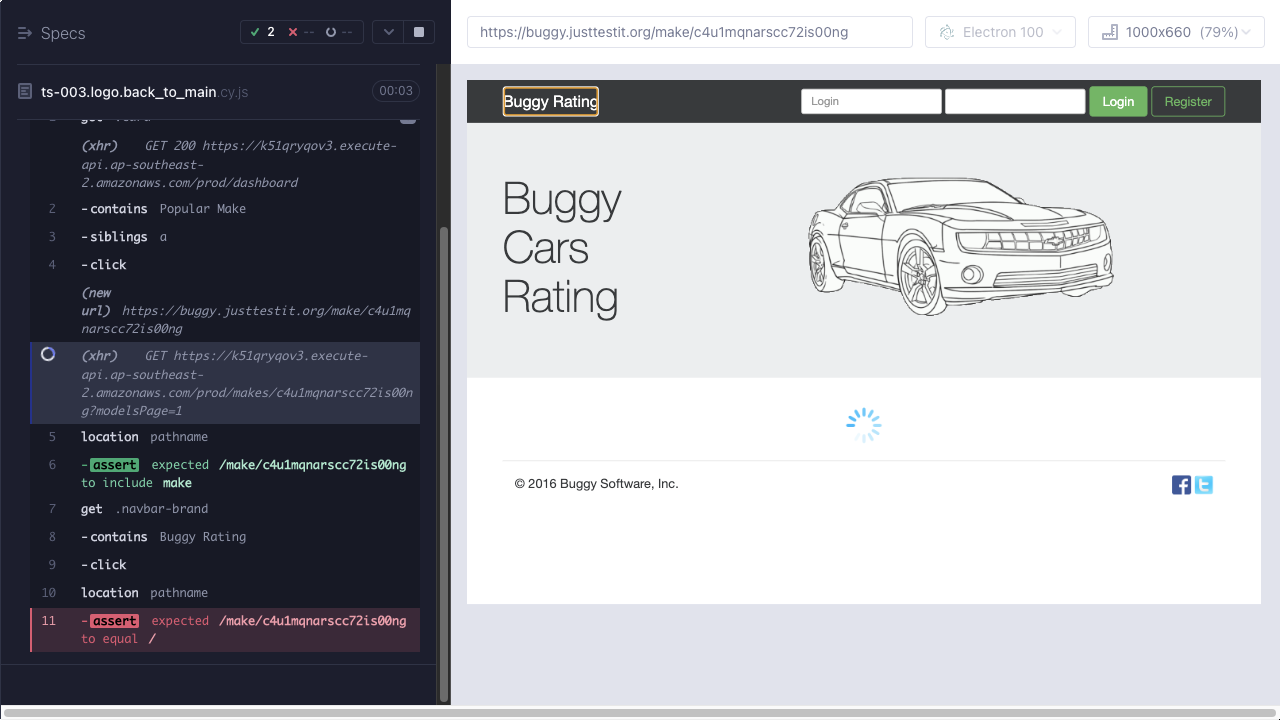 Specs
2
--
--
https://buggy.justtestit.org/make/c4u1mqnarscc72is00ng
Electron 100
1000x660 (79%)
ts-003.logo.back_to_main.cy.js
00:03
(xhr) GET 200 https://k51qryqov3.execute-
api.ap-southeast-
2.amazonaws.com/prod/dashboard
2 -contains Popular Make
3 -siblings a
4 -click
(new
url) https://buggy.justtestit.org/make/c4u1mq
narscc72is00ng
(xhr) GET https://k51qryqov3.execute-
api.ap-southeast-
2.amazonaws.com/prod/makes/c4u1mqnarscc72is00n
g?modelsPage=1
5 location pathname
6 -assert expected /make/c4u1mqnarscc72is00ng
to include make
7 get .navbar-brand
8 -contains Buggy Rating
9 -click
10 location pathname
11 -assert expected /make/c4u1mqnarscc72is00ng
to equal /
Buggy Rating
Login
Login
Register
Buggy
Cars
Rating
© 2016 Buggy Software, Inc.